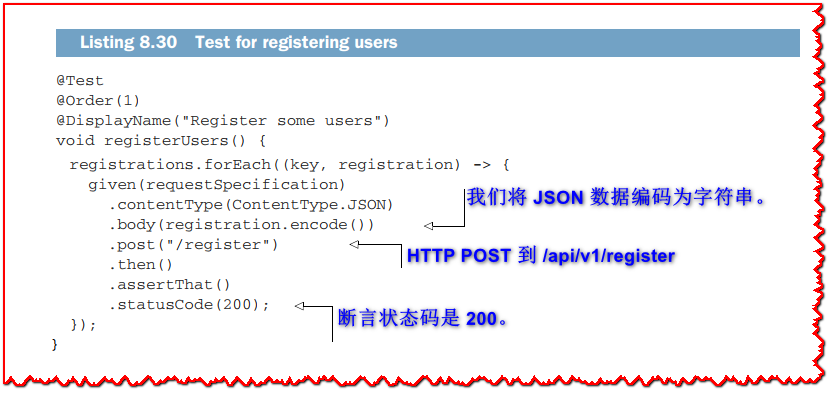 Listing 8.30 Test for registering users
@Test
@Order(1)
@DisplayName("Register some users")
void registerUsers() {
registrations.forEach((key, registration) -> {
given(requestSpecification)
.contentType(ContentType.JSON)
我们将 JSON 数据编码为字符串。
.body(registration.encode())
.post("/register")
HTTP POST 到 /api/v1/register
.then()
.assertThat()
.statusCode(200);
断言状态码是 200。
});
}